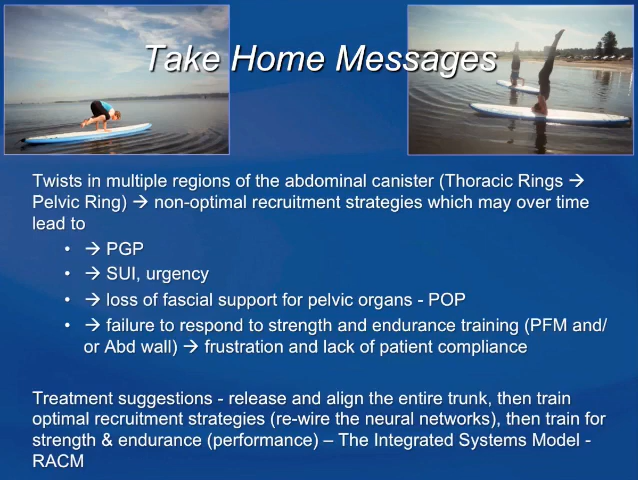 Take Home Messages
Twists in multiple regions of the abdominal canister (Thoracic Rings →
Pelvic Ring) → non-optimal recruitment strategies which may over time
lead to
• → PGP
• → SUI, urgency
• → loss of fascial support for pelvic organs - POP
• → failure to respond to strength and endurance training (PFM and/
or Abd wall) → frustration and lack of patient compliance
Treatment suggestions - release and align the entire trunk, then train
optimal recruitment strategies (re-wire the neural networks), then train for
strength & endurance (performance) – The Integrated Systems Model -
RACM